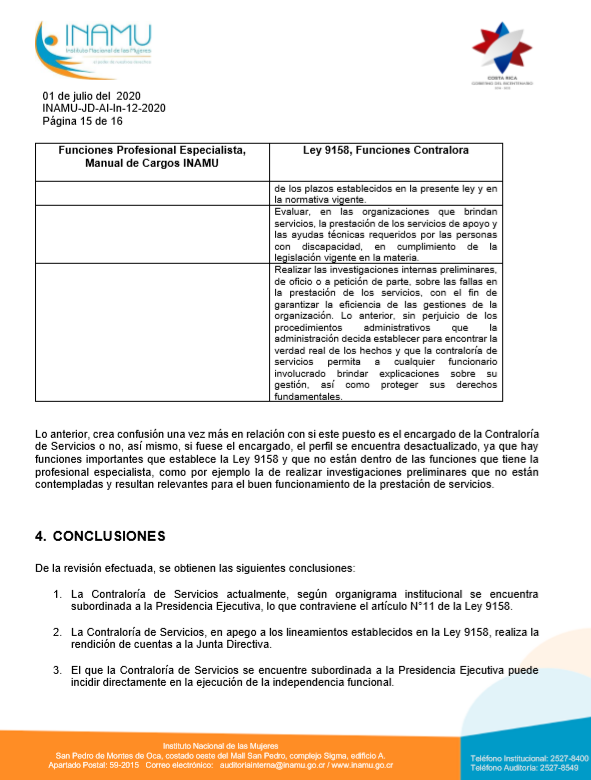 INAMU
Instituto Nacional de las Mujeres
COSTA RICA
GOBIERNO DEL BICENTENARIO
01 de julio del 2020
INAMU-JD-AI-In-12-2020
Página 15 de 16
Funciones Profesional Especialista,
Manual de Cargos INAMU
Ley 9158, Funciones Contralora
de los plazos establecidos en la presente ley y en
la normativa vigente.
Evaluar, en las organizaciones que brindan
servicios, la prestación de los servicios de apoyo y
las ayudas técnicas requeridos por las personas
con discapacidad, en cumplimiento de la
legislación vigente en la materia.
Realizar las investigaciones internas preliminares,
de oficio o a petición de parte, sobre las fallas en
la prestación de los servicios, con el fin de
garantizar la eficiencia de las gestiones de la
organización. Lo anterior, sin perjuicio de los
procedimientos administrativos que la
administración decida establecer para encontrar la
verdad real de los hechos y que la contraloría de
servicios permita a cualquier funcionario
involucrado brindar explicaciones sobre su
gestión, así como proteger sus derechos
fundamentales.
Lo anterior, crea confusión una vez más en relación con si este puesto es el encargado de la Contraloría
de Servicios o no, así mismo, si fuese el encargado, el perfil se encuentra desactualizado, ya que hay
funciones importantes que establece la Ley 9158 y que no están dentro de las funciones que tiene la
profesional especialista, como por ejemplo la de realizar investigaciones preliminares que no están
contempladas y resultan relevantes para el buen funcionamiento de la prestación de servicios.
4. CONCLUSIONES
De la revisión efectuada, se obtienen las siguientes conclusiones:
1. La Contraloría de Servicios actualmente, según organigrama institucional se encuentra
subordinada a la Presidencia Ejecutiva, lo que contraviene el artículo N°11 de la Ley 9158.
2. La Contraloría de Servicios, en apego a los lineamientos establecidos en la Ley 9158, realiza la
rendición de cuentas a la Junta Directiva.
3. El que la Contraloría de Servicios se encuentre subordinada a la Presidencia Ejecutiva puede
incidir directamente en la ejecución de la independencia funcional.
Instituto Nacional de las Mujeres
San Pedro de Montes de Oca, costado oeste del Mall San Pedro, complejo Sigma, edificio A.
Apartado Postal: 59-2015 Correo electrónico: auditoriainterna@inamu.go.cr / www.inamu.go.cr
Teléfono Institucional: 2527-8400
Teléfono Auditoría: 2527-8549